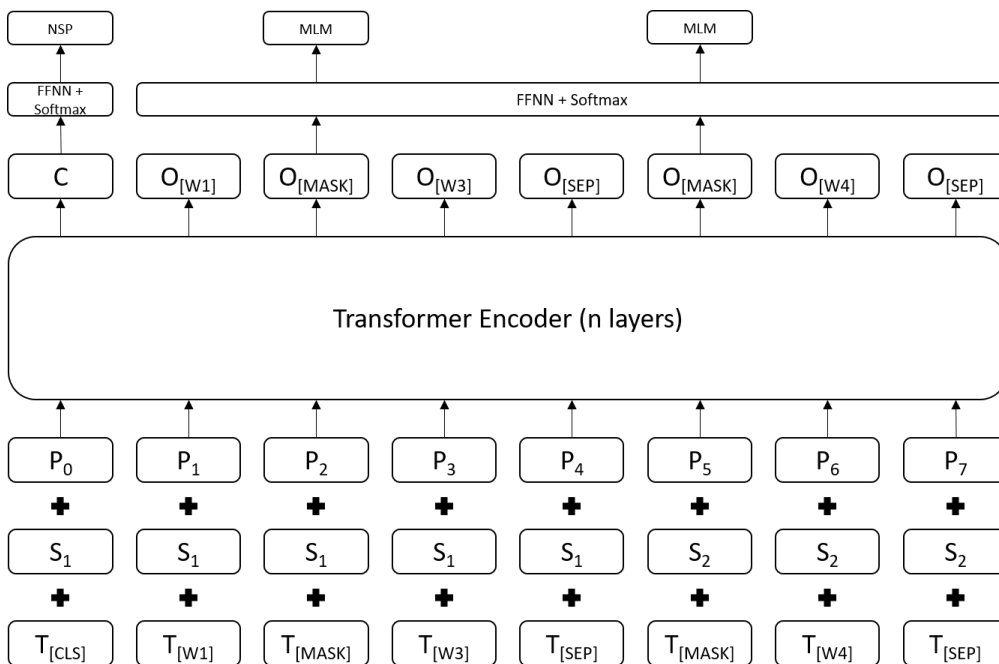 NSP MLM MLM
FFNN +
Softmax
FFNN + Softmax
C O[W1] O[MASK] O[W3] O[SEP] O[MASK] O[W4] O[SEP]
Transformer Encoder (n layers)
P0 P1 P2 P3 P4 P5 P6 P7
+ + + + + + + +
S1 S1 S1 S1 S1 S2 S2 S2
+ + + + + + + +
T[CLS] T[W1] T[MASK] T[W3] T[SEP] T[MASK] T[W4] T[SEP]